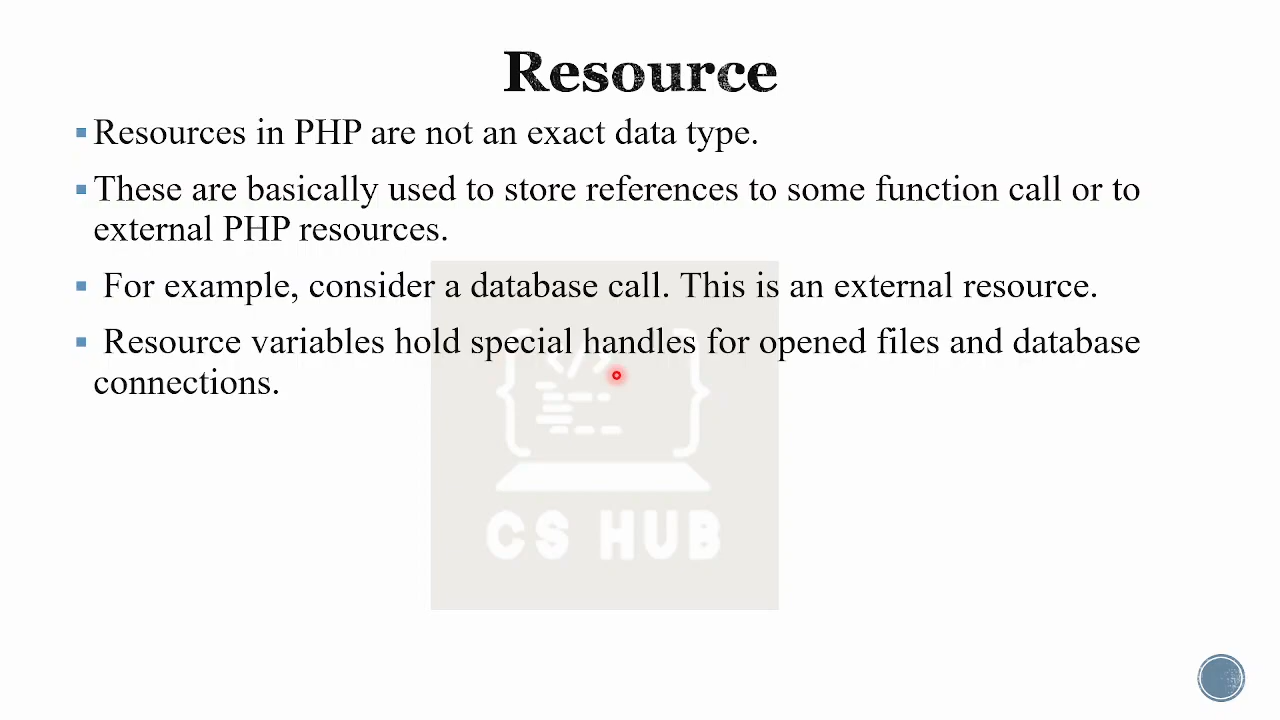 Resource
Resources in PHP are not an exact data type.
These are basically used to store references to some function call or to
external PHP resources.
For example, consider a database call. This is an external resource.
Resource variables hold special handles for opened files and database
connections.
CS HUB